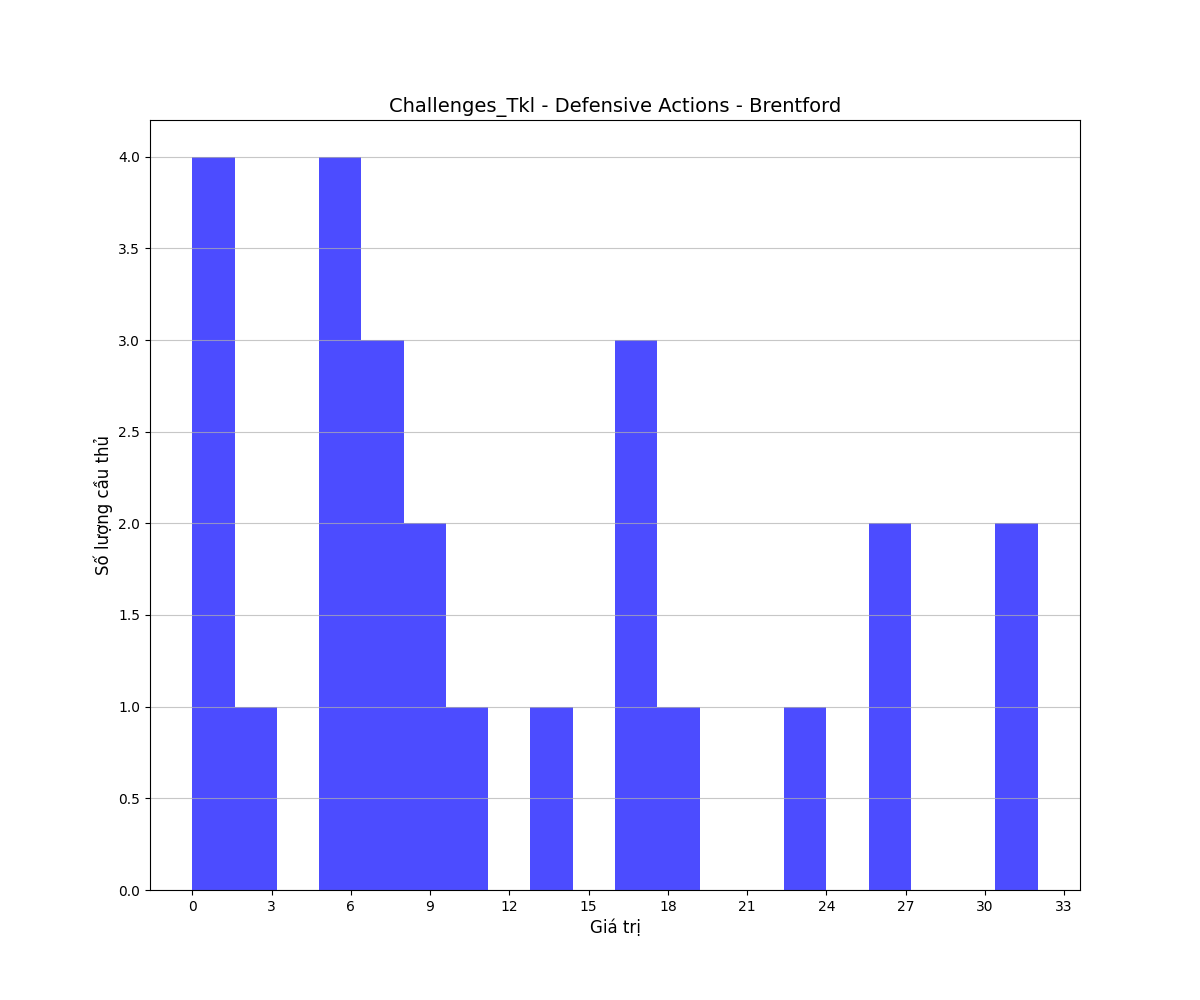 Challenges_Tkl - Defensive Actions - Brentford
4.0
3.5
3.0
2.5
2.0
1.5
1.0
0.5
0.0
Số lượng cầu thủ
0 3 6 9 12 15 18 21 24 27 30 33
Giá trị